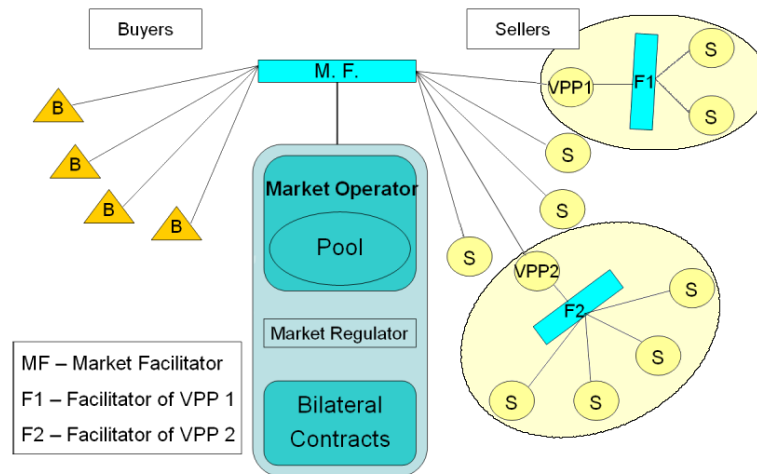 Buyers
Sellers
M. F.
VPP1
F1
S
S
S
S
S
B
B
B
B
Market Operator
Pool
VPP2
F2
S
S
S
S
Market Regulator
Bilateral
Contracts
MF – Market Facilitator
F1 – Facilitator of VPP 1
F2 – Facilitator of VPP 2